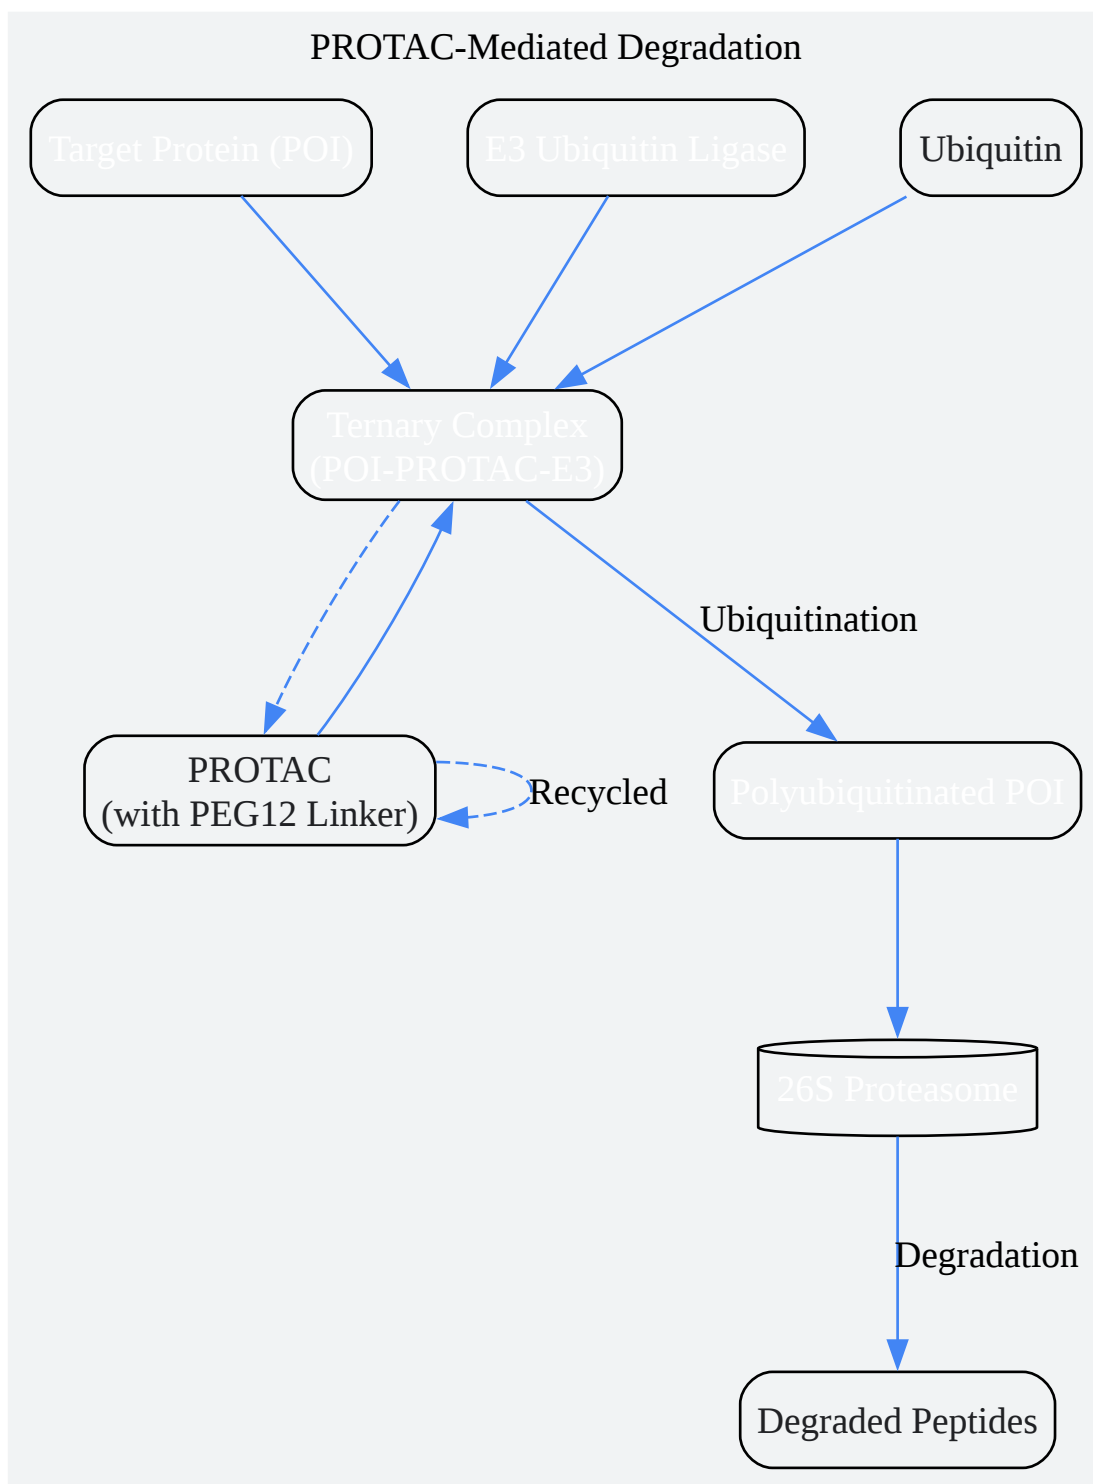 PROTAC-Mediated Degradation
Target Protein (POI)
E3 Ubiquitin Ligase
Ubiquitin
Ternary Complex
(POI-PROTAC-E3)
Ubiquitination
PROTAC
(with PEG12 Linker)
Recycled
Polyubiquitinated POI
26S Proteasome
Degradation
Degraded Peptides